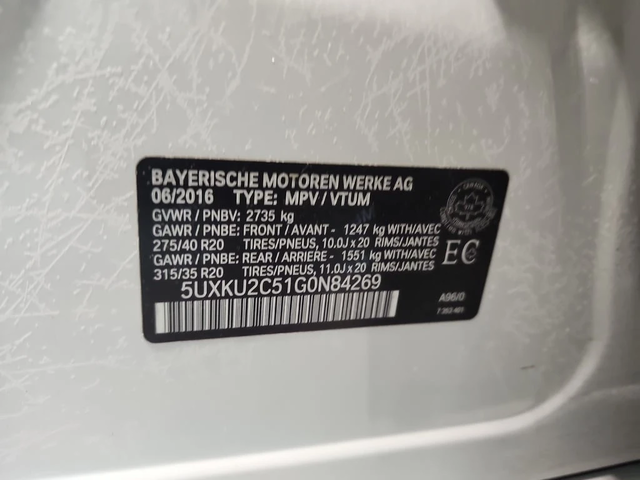 BAYERISCHE MOTOREN WERKE AG
06/2016 TYPE: MPV / VTUM
GVWR / PNBV: 2735 kg
GAWR / PNBE: FRONT / AVANT - 1247 kg WITH/AVEC
275/40 R20 TIRES/PNEUS, 10.0J x 20 RIMS/JANTES
GAWR / PNBE: REAR / ARRIERE - 1551 kg WITH/AVEC
315/35 R20 TIRES/PNEUS, 11.0J x 20 RIMS/JANTES
5UXKU2C51G0N84269
EC
A96/0